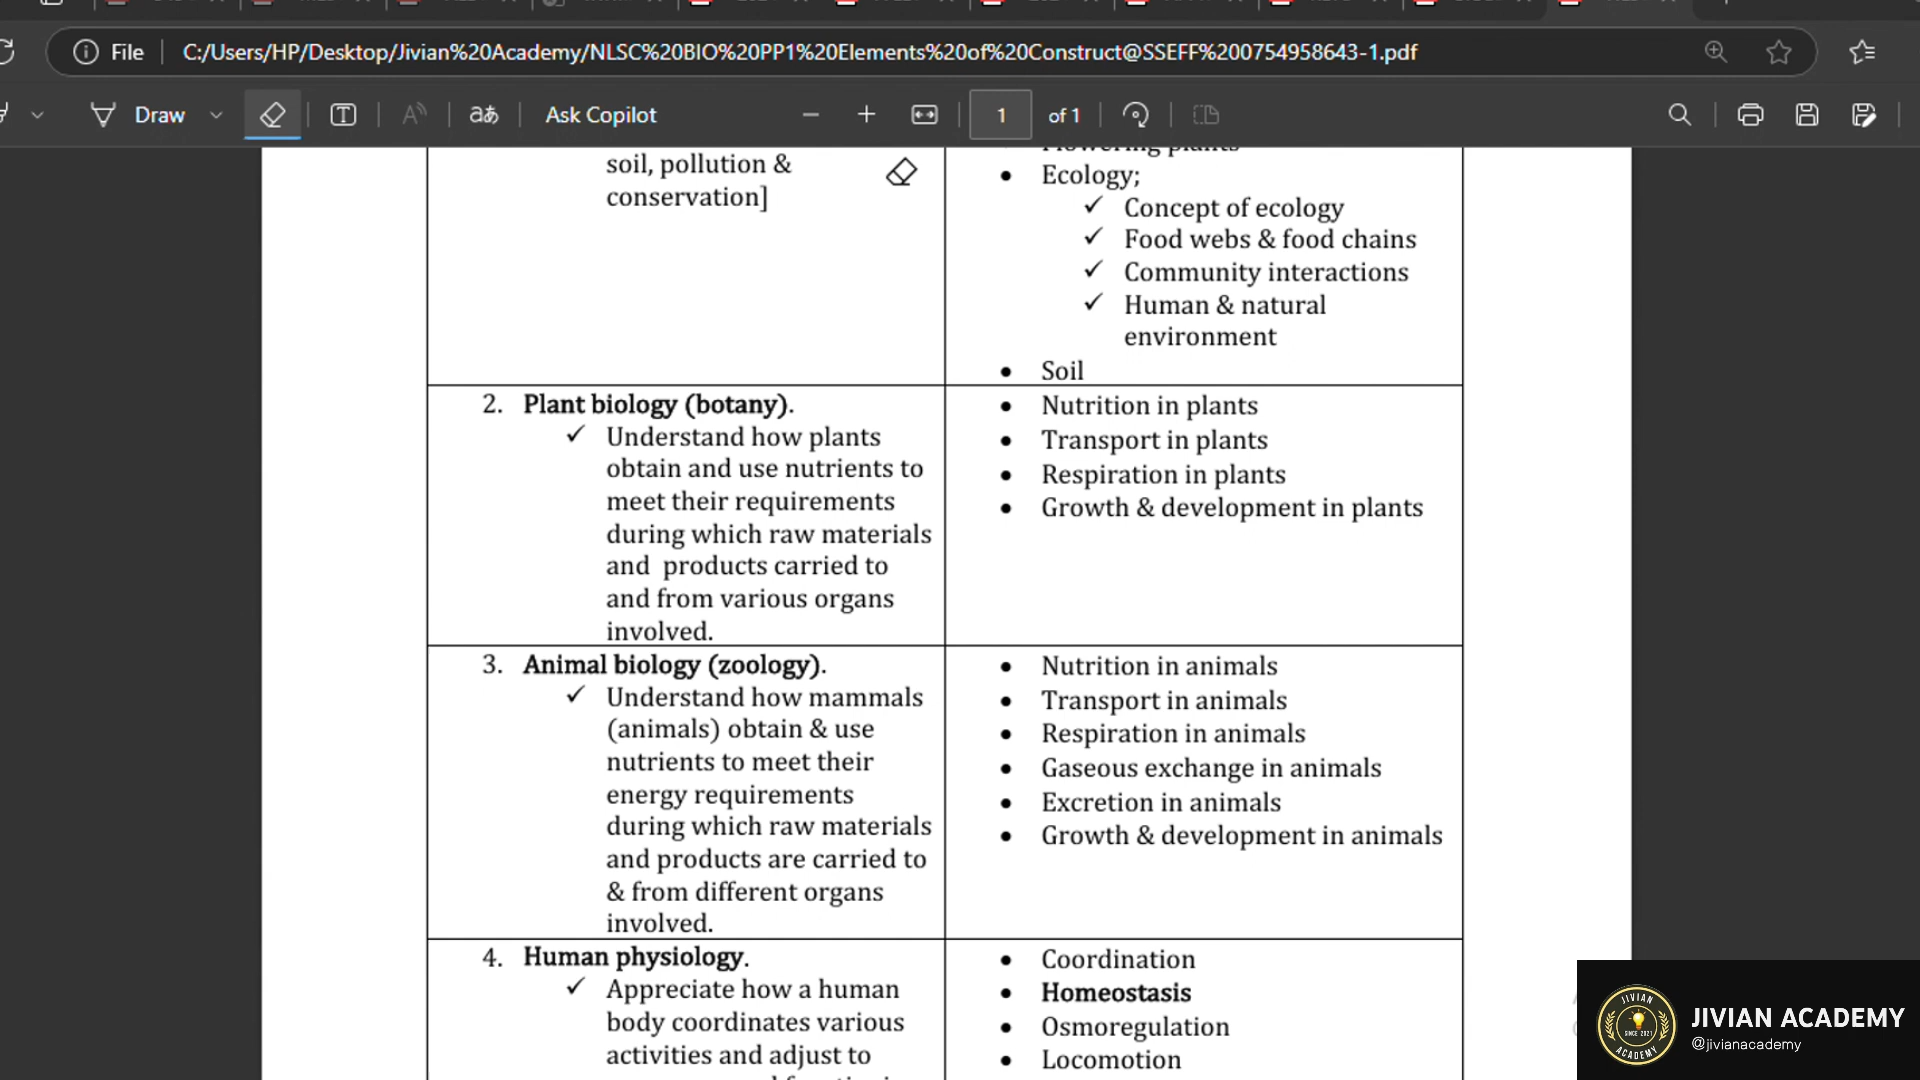 File
C:/Users/HP/Desktop/Jivian%20Academy/NLSC%20BIO%20PP1%20Elements%20of%20Construct@SSEFF%200754958643-1.pdf
Draw
Ask Copilot
1 of 1
soil, pollution &
conservation]
Flowering plants
• Ecology;
✓ Concept of ecology
✓ Food webs & food chains
✓ Community interactions
✓ Human & natural
environment
• Soil
2. Plant biology (botany).
✓ Understand how plants
obtain and use nutrients to
meet their requirements
during which raw materials
and products carried to
and from various organs
involved.
• Nutrition in plants
• Transport in plants
• Respiration in plants
• Growth & development in plants
3. Animal biology (zoology).
✓ Understand how mammals
(animals) obtain & use
nutrients to meet their
energy requirements
during which raw materials
and products are carried to
& from different organs
involved.
• Nutrition in animals
• Transport in animals
• Respiration in animals
• Gaseous exchange in animals
• Excretion in animals
• Growth & development in animals
4. Human physiology.
✓ Appreciate how a human
body coordinates various
activities and adjust to
• Coordination
• Homeostasis
• Osmoregulation
• Locomotion
JIVIAN
SINCE 2021
ACADEMY
JIVIAN ACADEMY
@jivianacademy